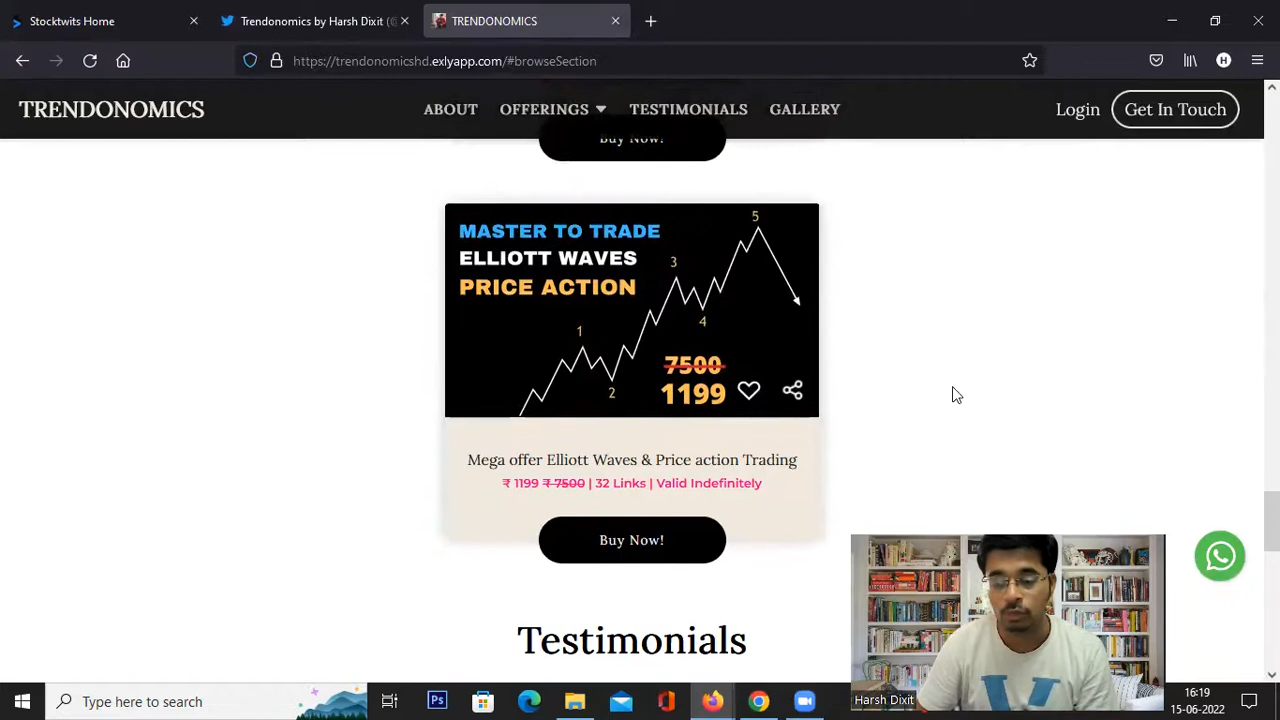 Stocktwits Home
Trendonomics by Harsh Dixit (
TRENDONOMICS
https://trendonomicshd.exlyapp.com/#browseSection
TRENDONOMICS
ABOUT
OFFERINGS
TESTIMONIALS
GALLERY
Login
Get In Touch
Buy Now!
MASTER TO TRADE
ELLIOTT WAVES
PRICE ACTION
1
2
3
4
5
7500
1199
Mega offer Elliott Waves & Price action Trading
₹ 1199 ₹ 7500 | 32 Links | Valid Indefinitely
Buy Now!
Testimonials
Harsh Dixit
Type here to search
Ps
16:19
15-06-2022